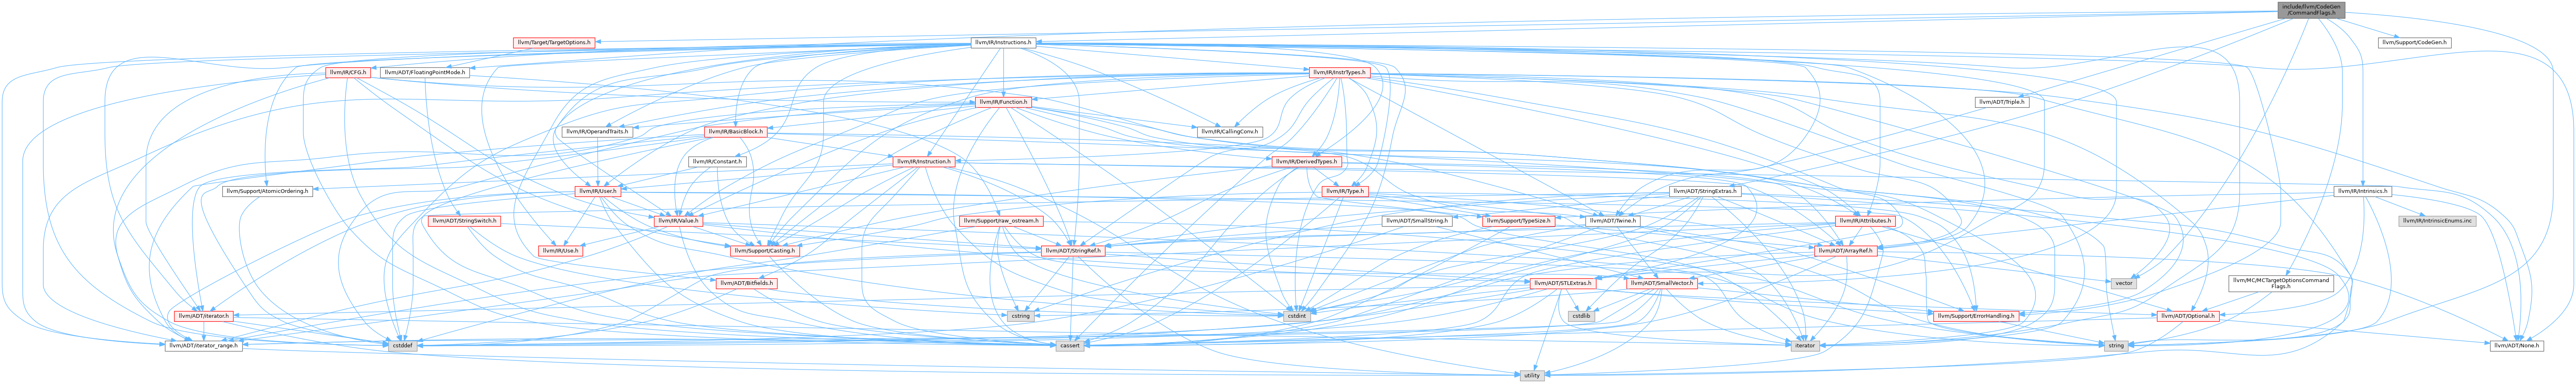 include/llvm/CodeGen
/CommandFlags.h
llvm/Target/TargetOptions.h
llvm/IR/Instructions.h
llvm/Support/CodeGen.h
llvm/IR/CFG.h
llvm/ADT/FloatingPointMode.h
llvm/IR/InstrTypes.h
llvm/IR/Function.h
llvm/ADT/Triple.h
llvm/IR/OperandTraits.h
llvm/IR/BasicBlock.h
llvm/IR/CallingConv.h
llvm/IR/Constant.h
llvm/IR/Instruction.h
llvm/IR/DerivedTypes.h
llvm/Support/AtomicOrdering.h
llvm/IR/User.h
llvm/IR/Type.h
llvm/ADT/StringExtras.h
llvm/IR/Intrinsics.h
llvm/ADT/StringSwitch.h
llvm/IR/Value.h
llvm/Support/raw_ostream.h
llvm/ADT/SmallString.h
llvm/Support/TypeSize.h
llvm/ADT/Twine.h
llvm/IR/Attributes.h
llvm/IR/IntrinsicEnums.inc
llvm/IR/Use.h
llvm/Support/Casting.h
llvm/ADT/StringRef.h
llvm/ADT/ArrayRef.h
llvm/ADT/Bitfields.h
llvm/ADT/STLExtras.h
llvm/ADT/SmallVector.h
vector
llvm/MC/MCTargetOptionsCommand
Flags.h
llvm/ADT/iterator.h
cstring
cstdint
cstdlib
llvm/Support/ErrorHandling.h
llvm/ADT/Optional.h
llvm/ADT/iterator_range.h
cstddef
cassert
iterator
string
llvm/ADT/None.h
utility